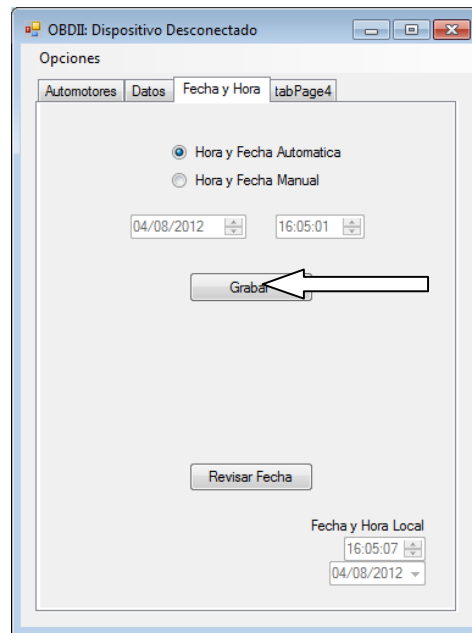 OBDII: Dispositivo Desconectado
Opciones
Automotores Datos Fecha y Hora tabPage4
Hora y Fecha Automatica
Hora y Fecha Manual
04/08/2012 16:05:01
Grabar
Revisar Fecha
Fecha y Hora Local
16:05:07
04/08/2012